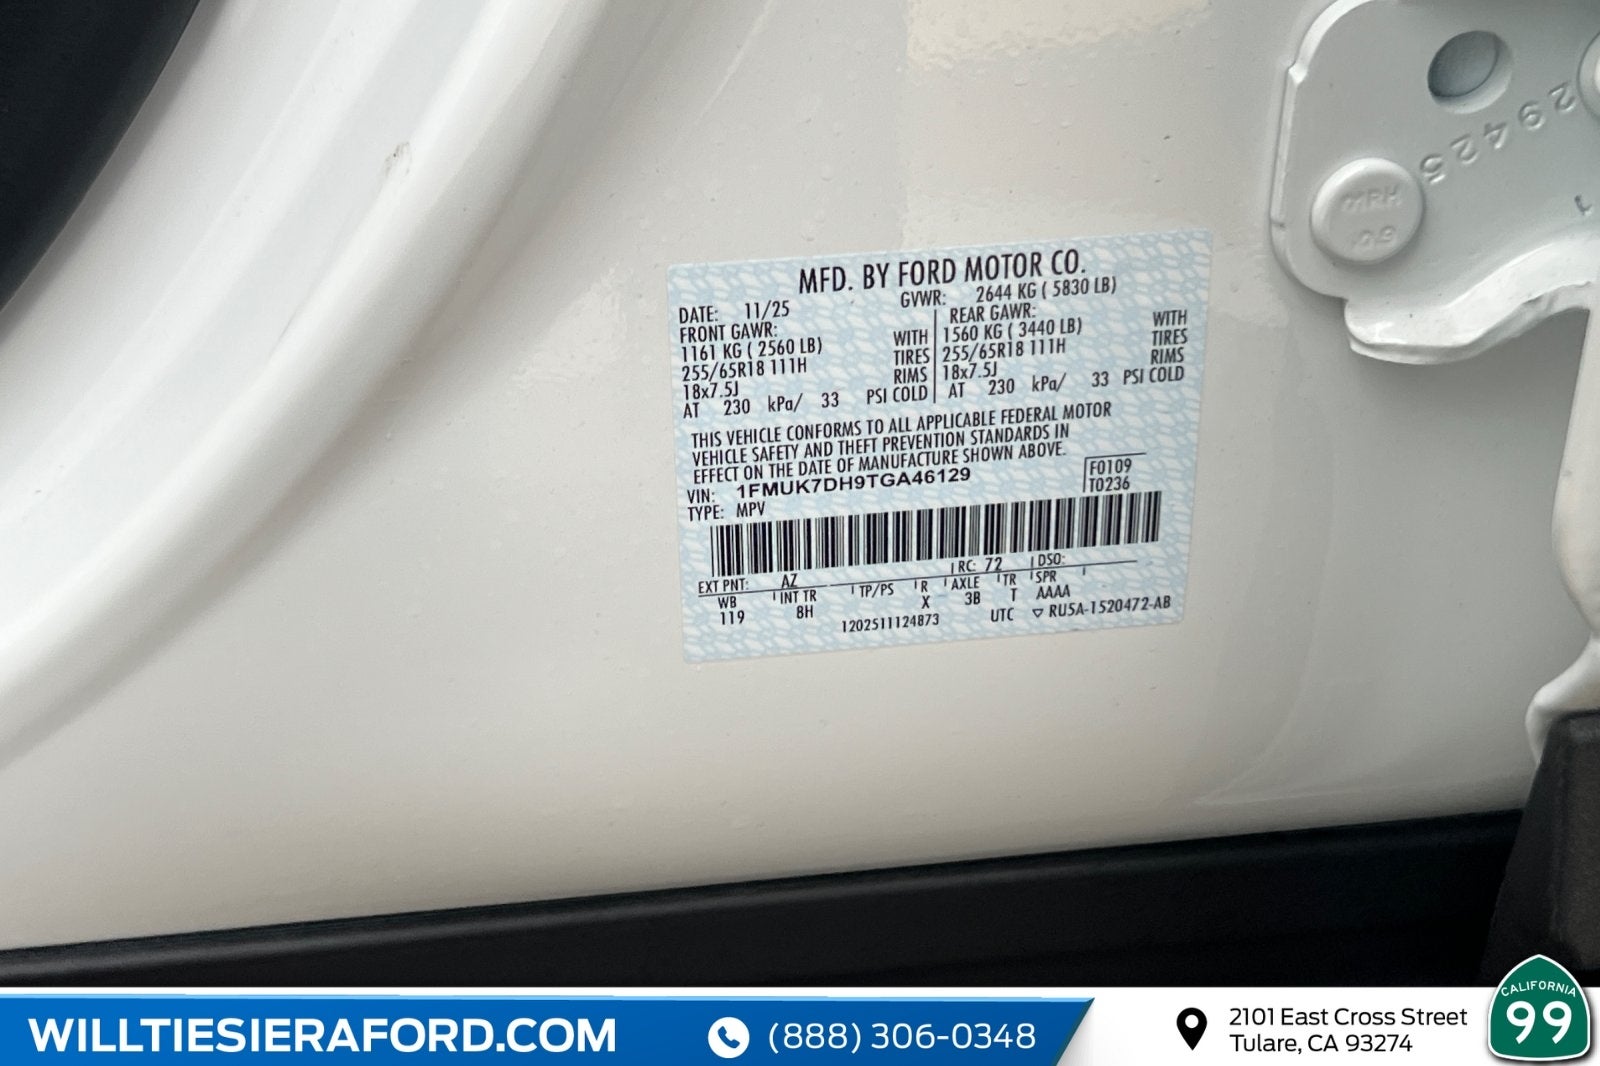 29425
MRH
1
MFD. BY FORD MOTOR CO.
DATE: 11/25 GVWR: 2644 KG ( 5830 LB)
FRONT GAWR: REAR GAWR:
1161 KG ( 2560 LB) WITH 1560 KG ( 3440 LB) WITH
255/65R18 111H TIRES 255/65R18 111H TIRES
18x7.5J RIMS 18x7.5J RIMS
AT 230 kPa/ 33 PSI COLD AT 230 kPa/ 33 PSI COLD
THIS VEHICLE CONFORMS TO ALL APPLICABLE FEDERAL MOTOR
VEHICLE SAFETY AND THEFT PREVENTION STANDARDS IN
EFFECT ON THE DATE OF MANUFACTURE SHOWN ABOVE.
VIN: 1FMUK7DH9TGA46129 F0109
TYPE: MPV T0236
EXT PNT: AZ RC: 72 DSO:
WB INT TR TP/PS R AXLE TR SPR
119 8H X 3B T AAAA
1202511124873 UTC ▽ RU5A-1520472-AB
WILLTIESIERAFORD.COM
(888) 306-0348
2101 East Cross Street
Tulare, CA 93274
CALIFORNIA
99